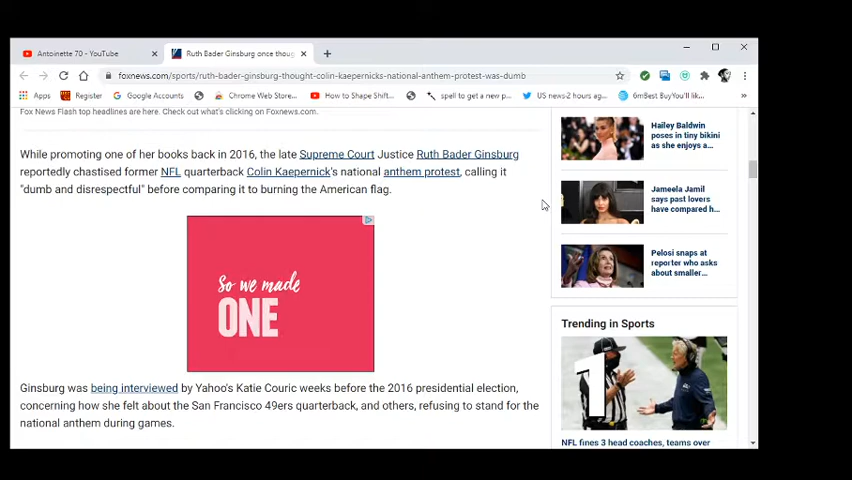 Antoinette 70 - YouTube
Ruth Bader Ginsburg once thoug
foxnews.com/sports/ruth-bader-ginsburg-thought-colin-kaepernicks-national-anthem-protest-was-dumb
Apps
Register
Google Accounts
Chrome Web Store...
How to Shape Shift...
spell to get a new p...
US news-2 hours ag...
6mBest BuyYou'll lik...
Fox News Flash top headlines are here. Check out what's clicking on Foxnews.com.
While promoting one of her books back in 2016, the late Supreme Court Justice Ruth Bader Ginsburg
reportedly chastised former NFL quarterback Colin Kaepernick's national anthem protest, calling it
"dumb and disrespectful" before comparing it to burning the American flag.
So we made
ONE
Ginsburg was being interviewed by Yahoo's Katie Couric weeks before the 2016 presidential election,
concerning how she felt about the San Francisco 49ers quarterback, and others, refusing to stand for the
national anthem during games.
Hailey Baldwin
poses in tiny bikini
as she enjoys a...
Jameela Jamil
says past lovers
have compared h...
Pelosi snaps at
reporter who asks
about smaller...
Trending in Sports
1
NFL fines 3 head coaches, teams over